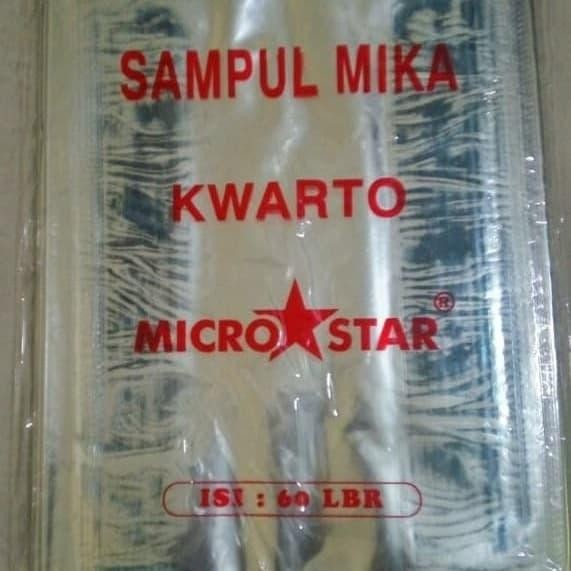 SAMPUL MIKA
KWARTO
MICRO STAR ®
ISI : 60 LBR